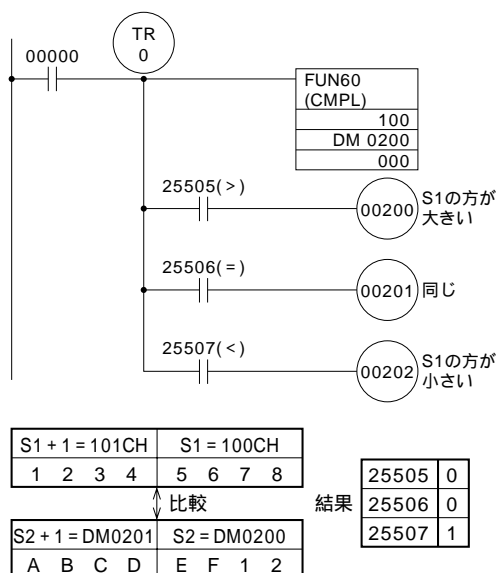 TR
0
00000
FUN60
(CMPL)
100
DM 0200
000
25505(>)
00200
S1の方が
大きい
25506(=)
00201
同じ
25507(<)
00202
S1の方が
小さい
S1+1=101CH S1=100CH
1 2 3 4 5 6 7 8
比較
S2+1=DM0201 S2=DM0200
A B C D E F 1 2
結果
25505 0
25506 0
25507 1